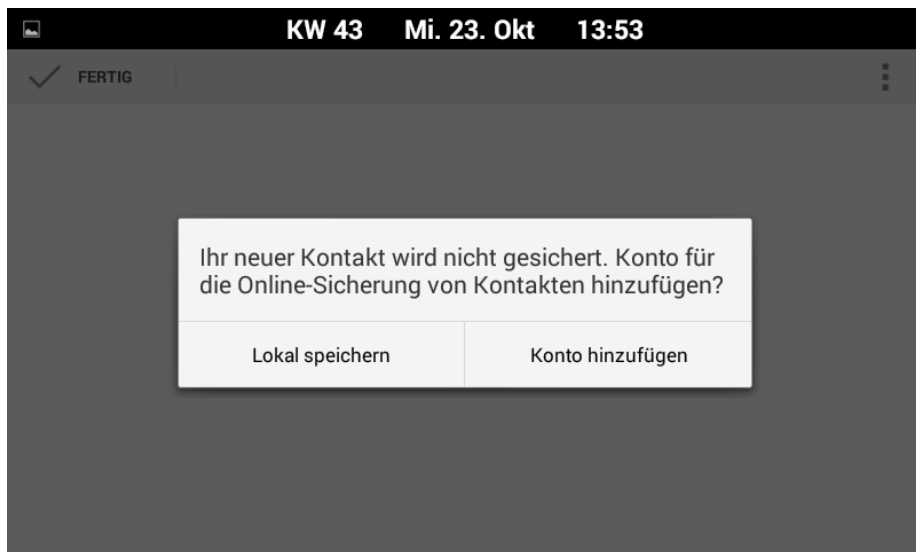 KW 43 Mi. 23. Okt 13:53
FERTIG
Ihr neuer Kontakt wird nicht gesichert. Konto für
die Online-Sicherung von Kontakten hinzufügen?
Lokal speichern Konto hinzufügen